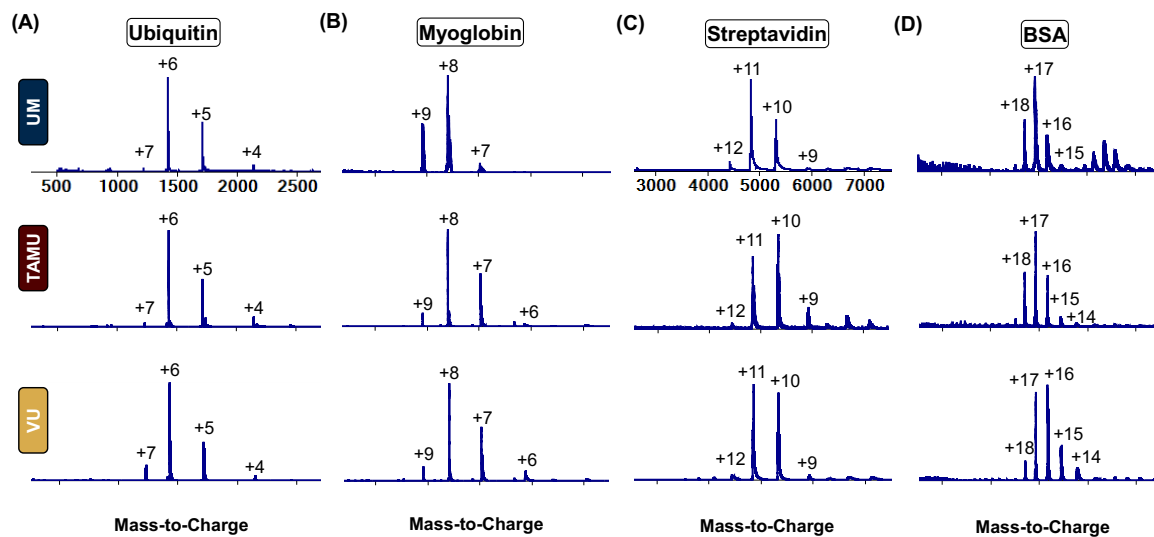 (A) Ubiquitin (B) Myoglobin (C) Streptavidin (D) BSA
UM
+7 +6 +5 +4
500 1000 1500 2000 2500
+9 +8 +7
+12 +11 +10 +9
3000 4000 5000 6000 7000
+18 +17 +16 +15
TAMU
+7 +6 +5 +4
+9 +8 +7 +6
+12 +11 +10 +9
+18 +17 +16 +15 +14
VU
+7 +6 +5 +4
+9 +8 +7 +6
+12 +11 +10 +9
+18 +17 +16 +15 +14
Mass-to-Charge Mass-to-Charge Mass-to-Charge Mass-to-Charge